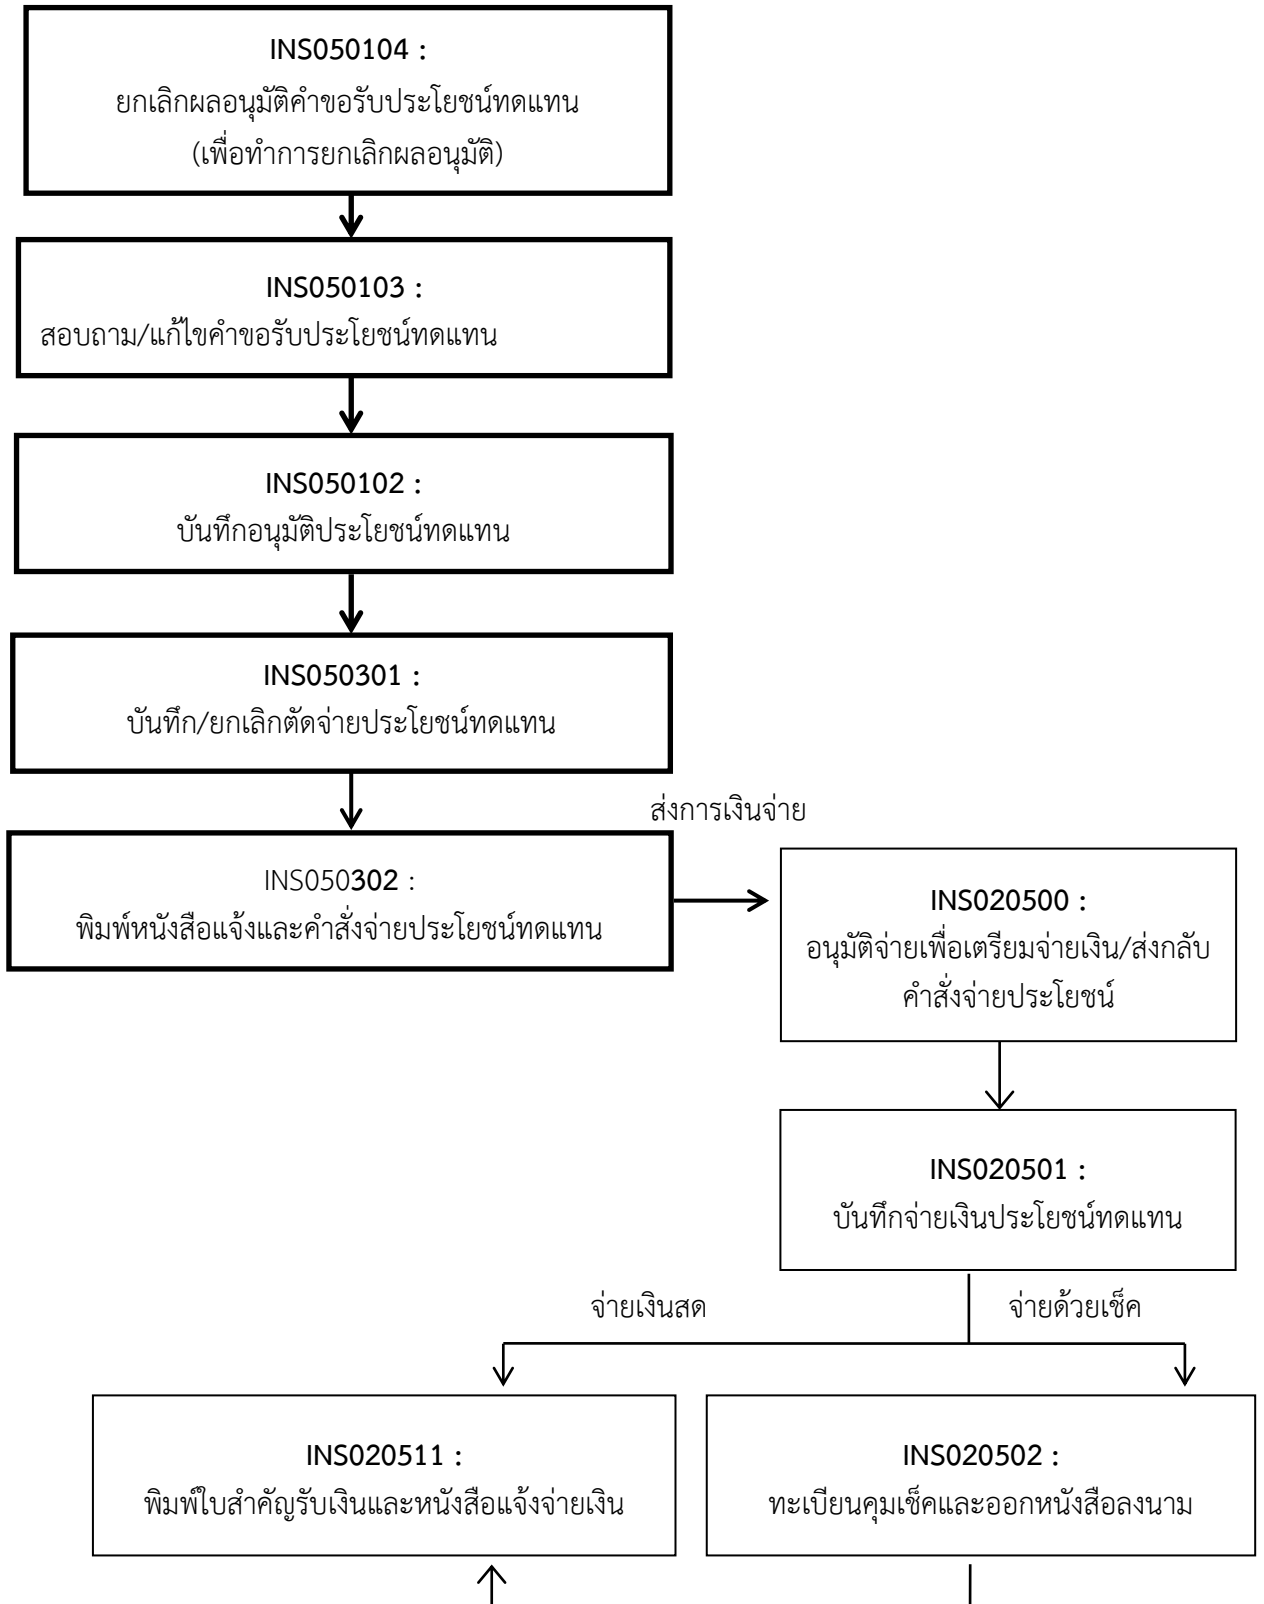 INS050104 :
ยกเลิกผลอนุมัติคำขอรับประโยชน์ทดแทน
(เพื่อทำการยกเลิกผลอนุมัติ)
INS050103 :
สอบถาม/แก้ไขคำขอรับประโยชน์ทดแทน
INS050102 :
บันทึกอนุมัติประโยชน์ทดแทน
INS050301 :
บันทึก/ยกเลิกตัดจ่ายประโยชน์ทดแทน
ส่งการเงินจ่าย
INS050302 :
พิมพ์หนังสือแจ้งและคำสั่งจ่ายประโยชน์ทดแทน
INS020500 :
อนุมัติจ่ายเพื่อเตรียมจ่ายเงิน/ส่งกลับ
คำสั่งจ่ายประโยชน์
INS020501 :
บันทึกจ่ายเงินประโยชน์ทดแทน
จ่ายเงินสด
จ่ายด้วยเช็ค
INS020511 :
พิมพ์ใบสำคัญรับเงินและหนังสือแจ้งจ่ายเงิน
INS020502 :
ทะเบียนคุมเช็คและออกหนังสือลงนาม